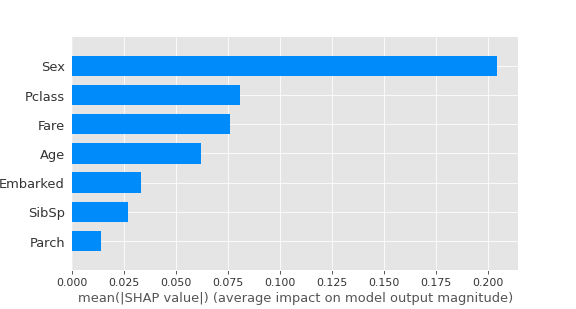 Sex
Pclass
Fare
Age
Embarked
SibSp
Parch
0.000 0.025 0.050 0.075 0.100 0.125 0.150 0.175 0.200
mean(|SHAP value|) (average impact on model output magnitude)